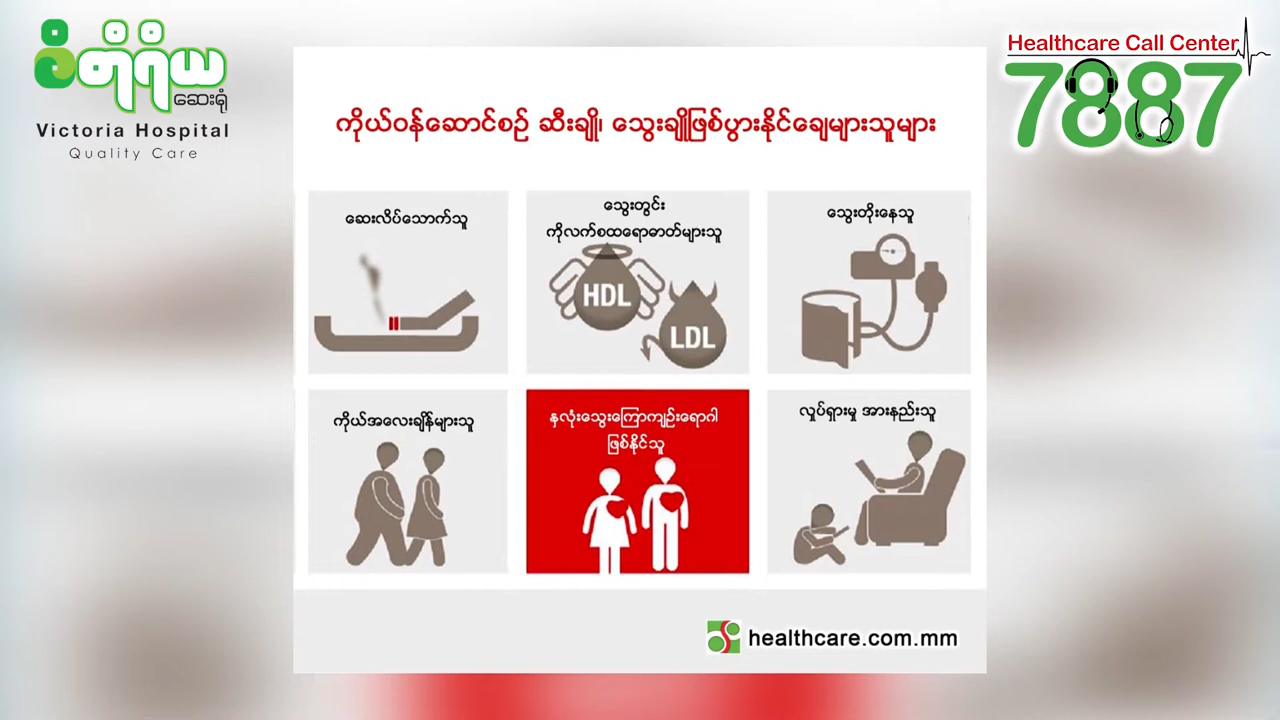 စိတိုရိယ
ဆေးရုံ
Victoria Hospital
Quality Care
Healthcare Call Center
7887
ကိုယ်ဝန်ဆောင်စဉ် ဆီးချို၊ သွေးချိုဖြစ်ပွားနိုင်ချေများသူများ
ဆေးလိပ်သောက်သူ
သွေးတွင်း
ကိုလက်စထရောဓာတ်များသူ
HDL
LDL
သွေးတိုးနေသူ
ကိုယ်အလေးချိန်များသူ
နှလုံးသွေးကြောကျဉ်းရောဂါ
ဖြစ်နိုင်သူ
လှုပ်ရှားမှု အားနည်းသူ
healthcare.com.mm